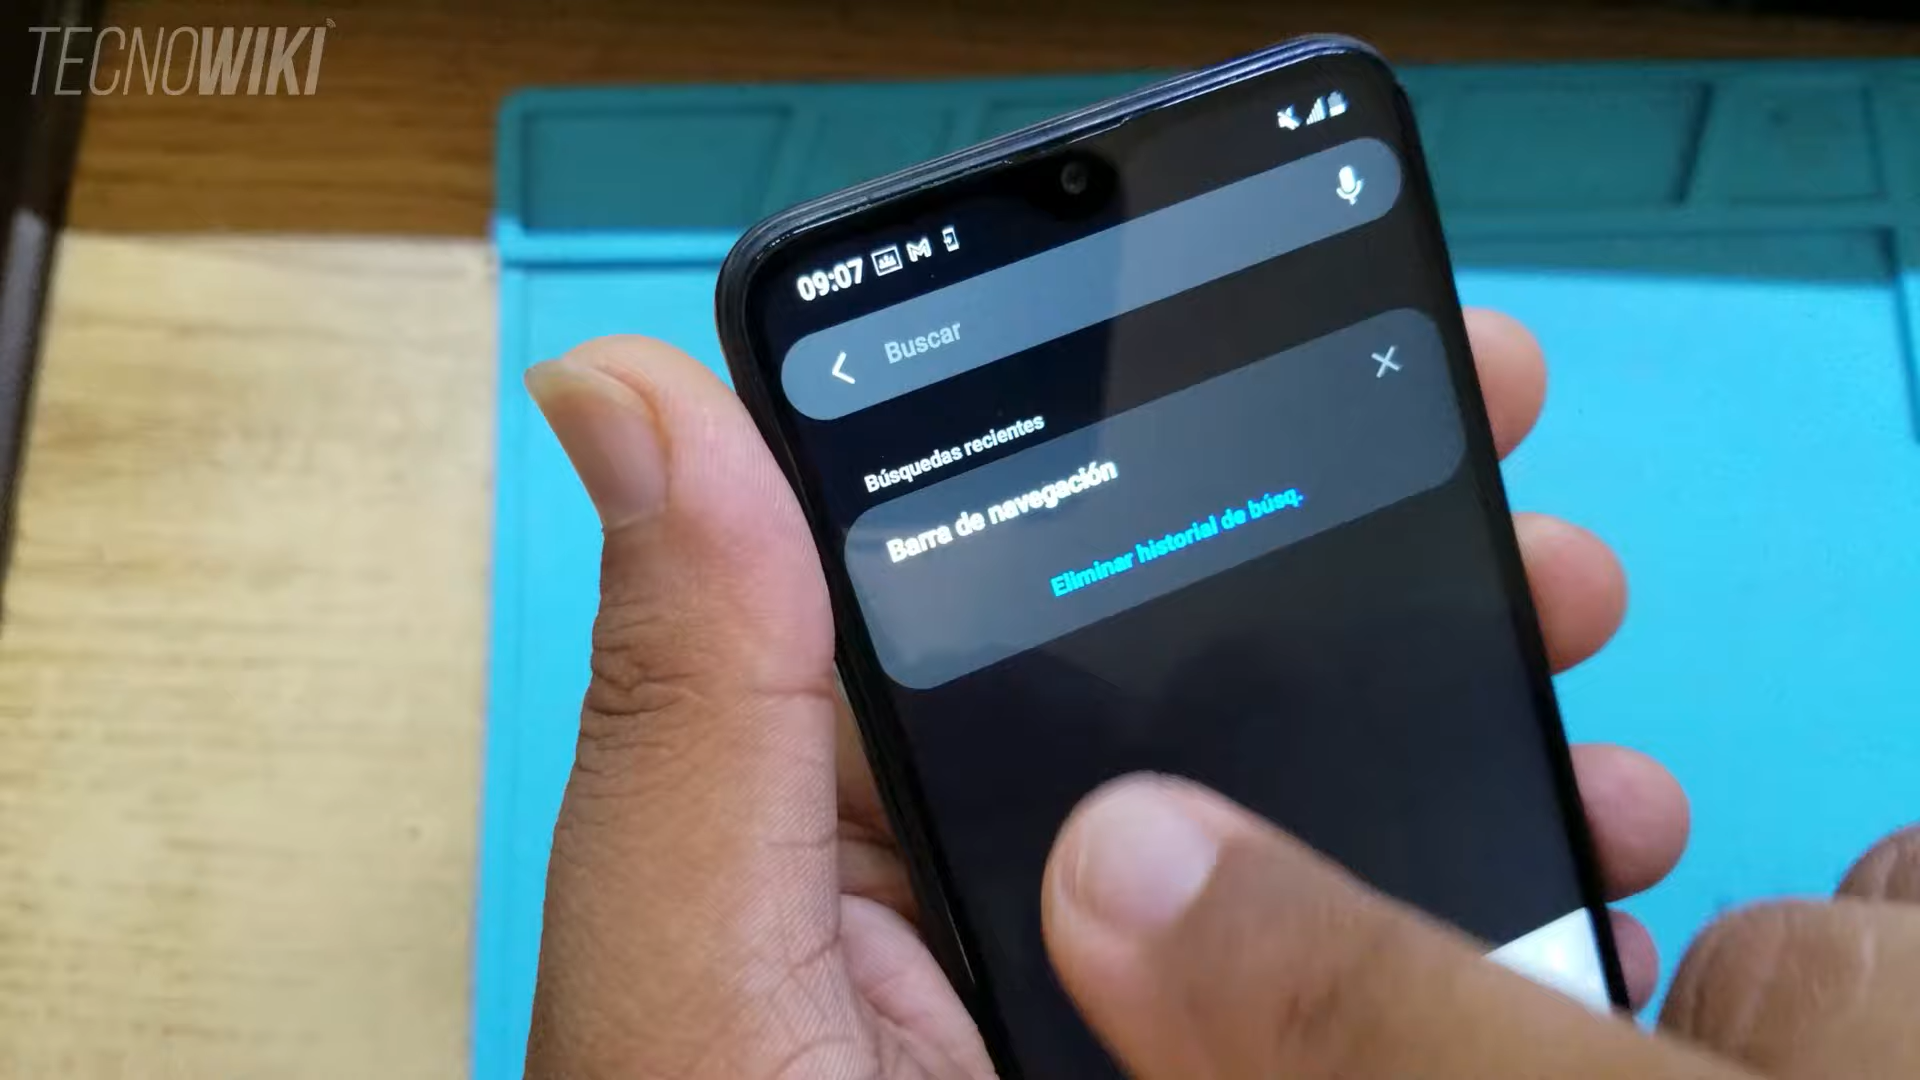 TECNOWIKI
09:07
Buscar
Búsquedas recientes
Barra de navegación
Eliminar historial de búsq.